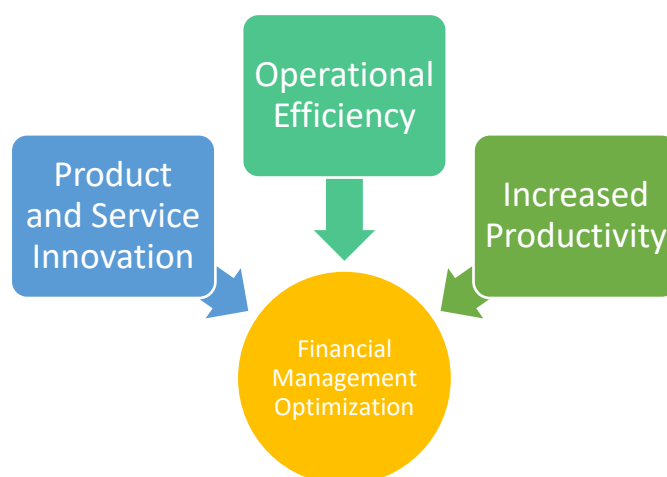 Operational
Efficiency
Product
and Service
Innovation
Increased
Productivity
Financial
Management
Optimization